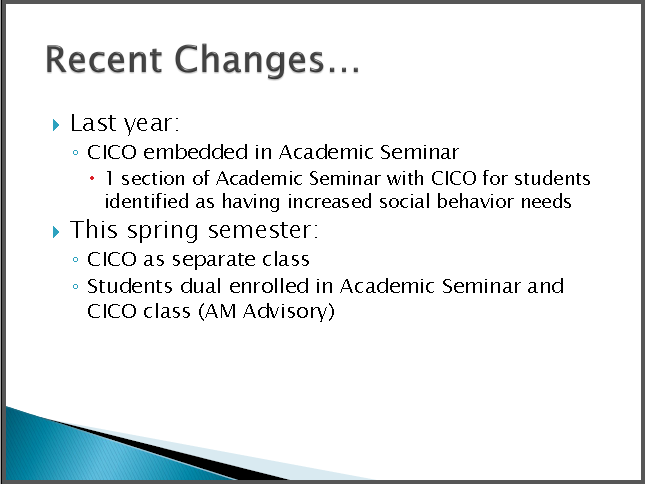 Recent Changes...
Last year:
CICO embedded in Academic Seminar
1 section of Academic Seminar with CICO for students
identified as having increased social behavior needs
This spring semester:
CICO as separate class
Students dual enrolled in Academic Seminar and
CICO class (AM Advisory)